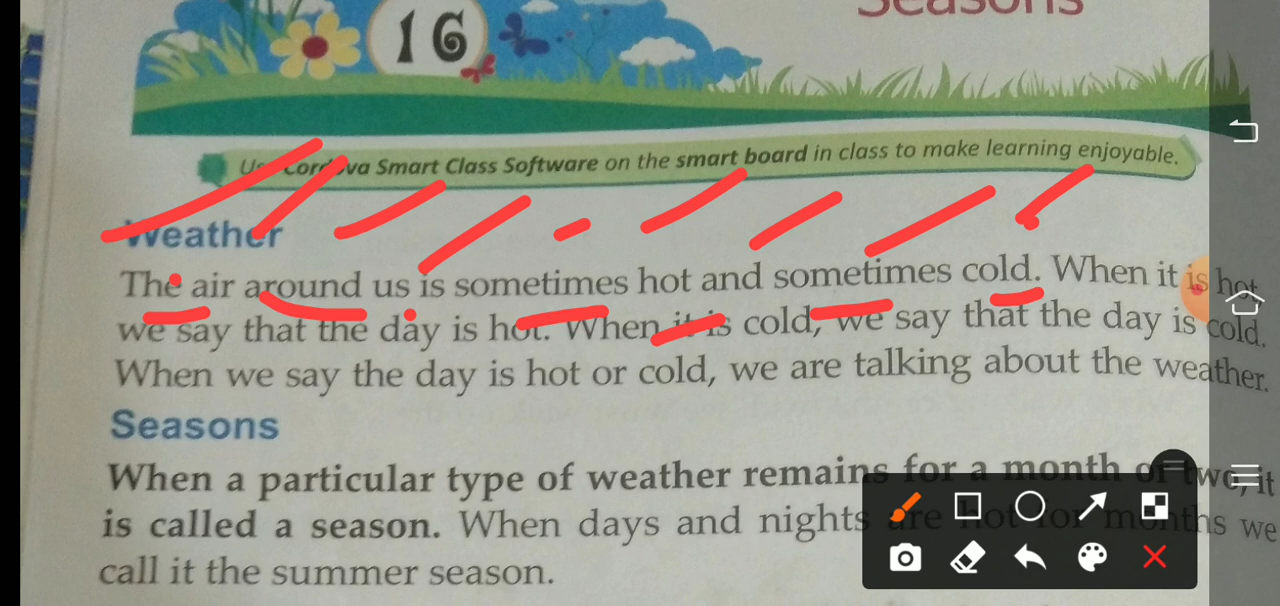 Seasons
16
Use Cordova Smart Class Software on the smart board in class to make learning enjoyable.
Weather
The air around us is sometimes hot and sometimes cold. When it is hot
we say that the day is hot. When it is cold, we say that the day is cold.
When we say the day is hot or cold, we are talking about the weather.
Seasons
When a particular type of weather remains for a month or two, it
is called a season. When days and nights are hot for months we
call it the summer season.